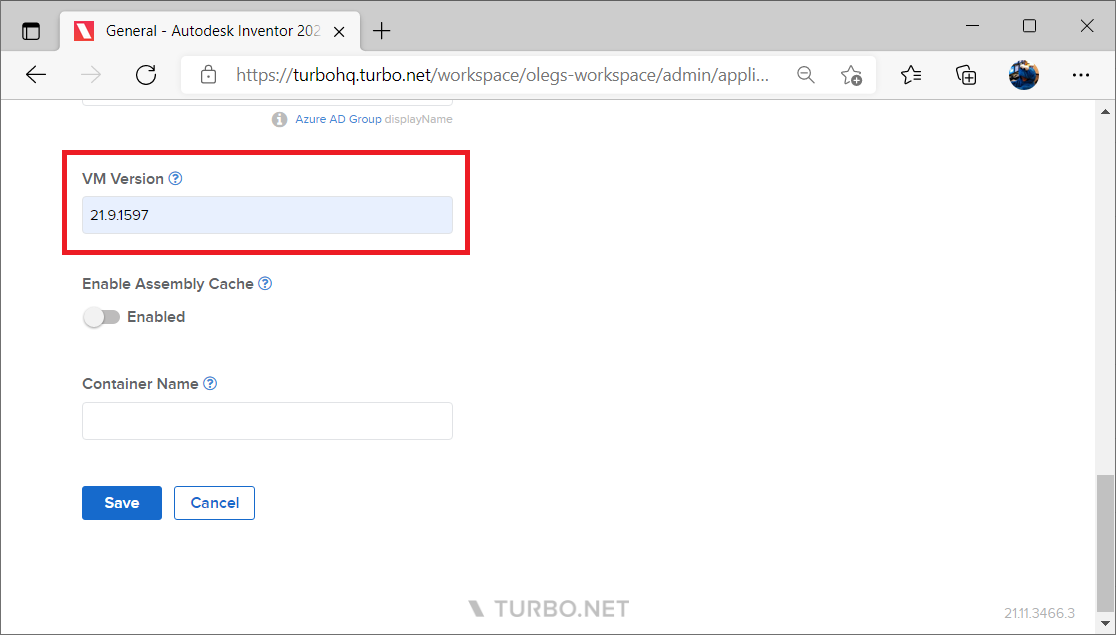 General - Autodesk Inventor 202
https://turbohq.turbo.net/workspace/olegs-workspace/admin/appli...
Azure AD Group displayName
VM Version
21.9.1597
Enable Assembly Cache
Enabled
Container Name
Save Cancel
TURBO.NET
21.11.3466.3